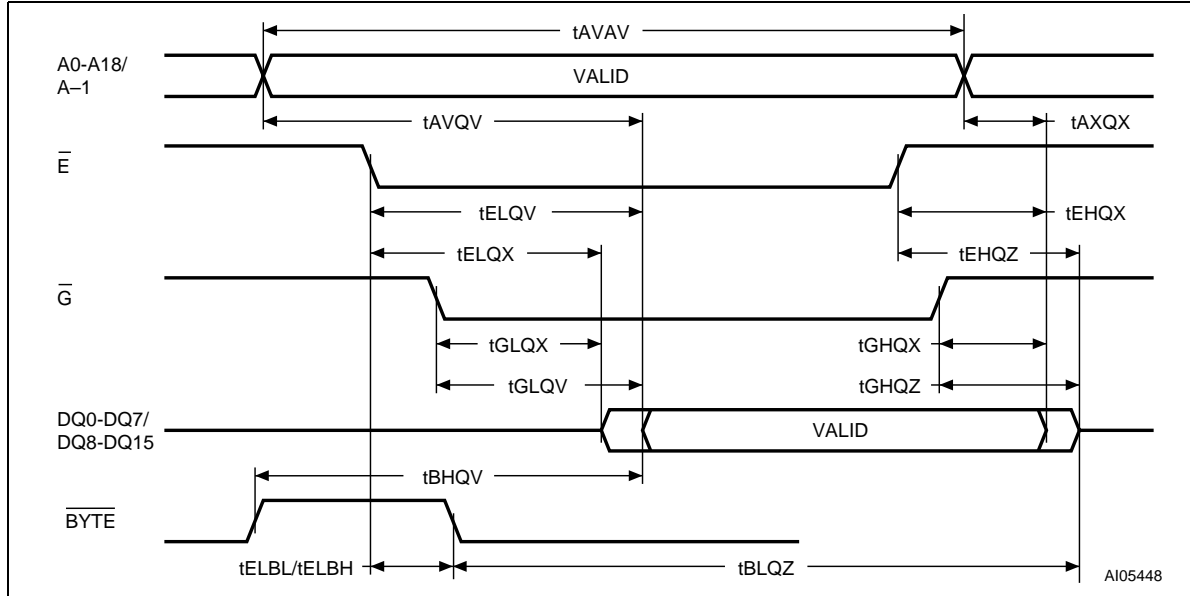 tAVAV
A0-A18/
A–1
VALID
tAVQV
tAXQX
E
tELQV
tEHQX
tELQX
tEHQZ
G
tGLQX
tGHQX
tGLQV
tGHQZ
DQ0-DQ7/
DQ8-DQ15
VALID
tBHQV
BYTE
tELBL/tELBH
tBLQZ
AI05448